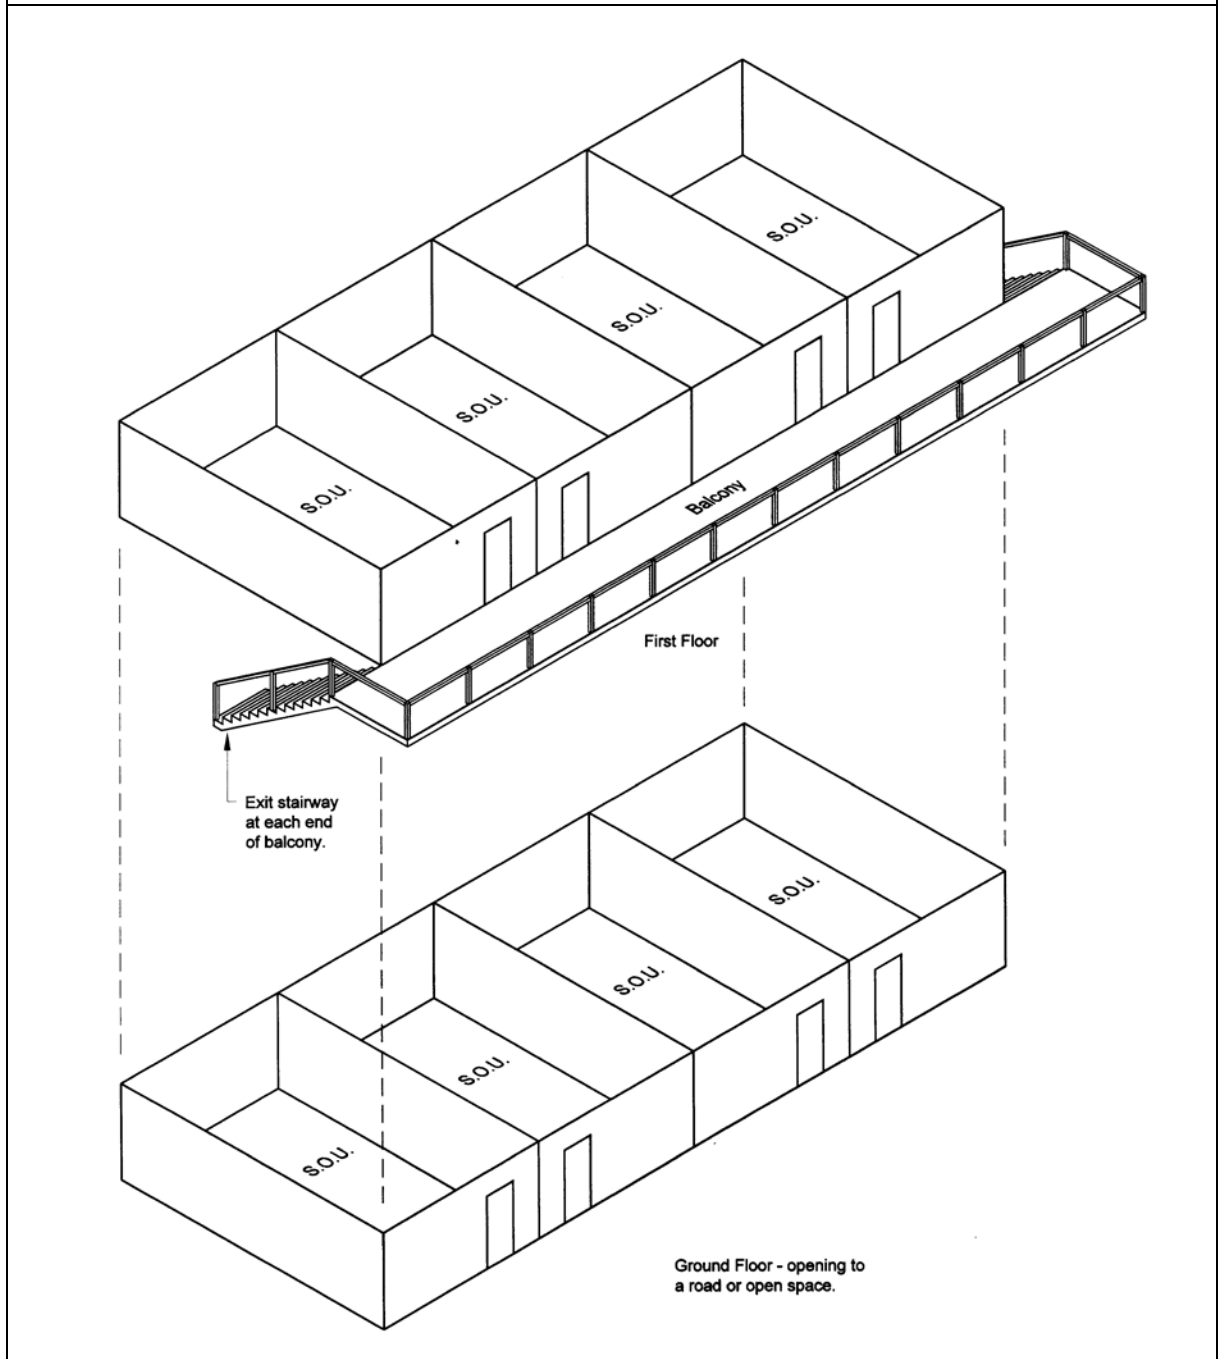 S.O.U.
S.O.U.
S.O.U.
S.O.U.
Balcony
First Floor
Exit stairway
at each end
of balcony.
S.O.U.
S.O.U.
S.O.U.
S.O.U.
Ground Floor - opening to
a road or open space.